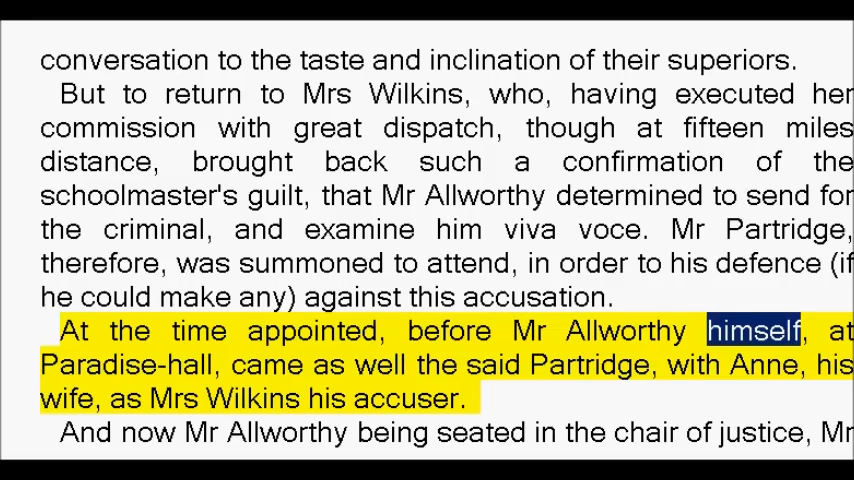 conversation to the taste and inclination of their superiors.
But to return to Mrs Wilkins, who, having executed her
commission with great dispatch, though at fifteen miles
distance, brought back such a confirmation of the
schoolmaster's guilt, that Mr Allworthy determined to send for
the criminal, and examine him viva voce. Mr Partridge,
therefore, was summoned to attend, in order to his defence (if
he could make any) against this accusation.
At the time appointed, before Mr Allworthy himself, at
Paradise-hall, came as well the said Partridge, with Anne, his
wife, as Mrs Wilkins his accuser.
And now Mr Allworthy being seated in the chair of justice, Mr